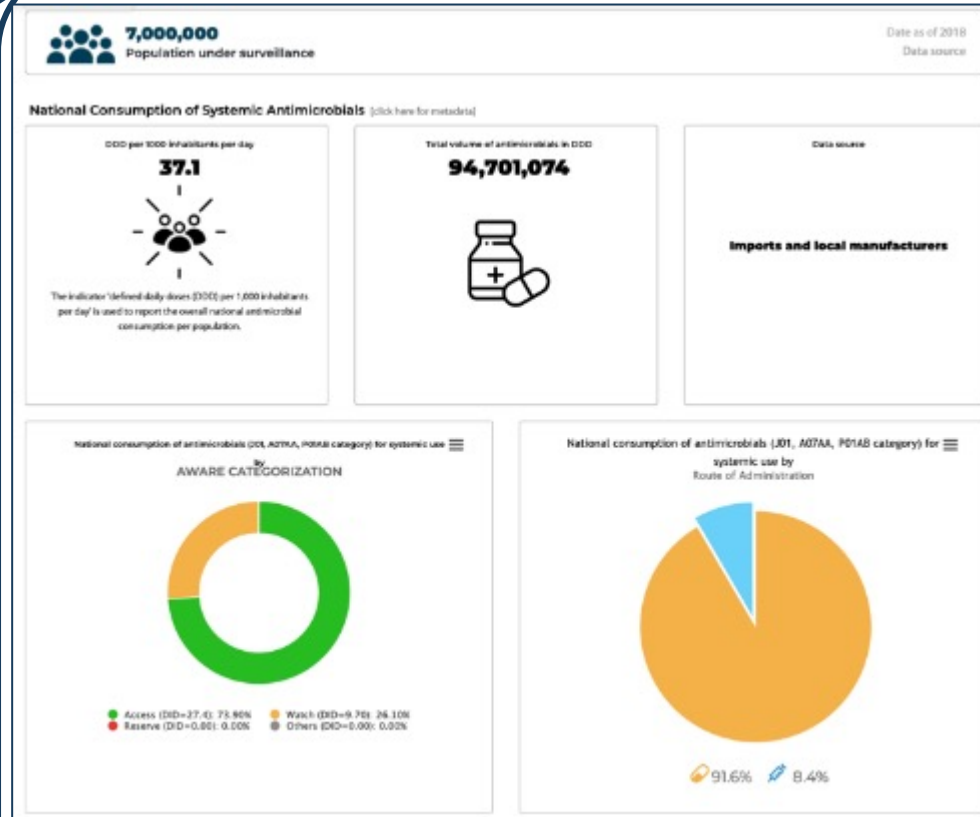 7,000,000
Population under surveillance
Date as of 2018
Data source
National Consumption of Systemic Antimicrobials [click here for metadata]
DDD per 1000 inhabitants per day
37.1
The indicator 'defined daily doses (DDD) per 1,000 inhabitants
per day' is used to report the overall national antimicrobial
consumption per population.
Total volume of antimicrobials in DDD
94,701,074
Data source
Imports and local manufacturers
National consumption of antimicrobials (J01, A07AA, P01AB category) for systemic use
by
AWARE CATEGORIZATION
Access (DID=27.4): 73.90% Watch (DID=9.70): 26.10%
Reserve (DID=0.00): 0.00% Others (DID=0.00): 0.00%
National consumption of antimicrobials (J01, A07AA, P01AB category) for
systemic use by
Route of Administration
91.6% 8.4%